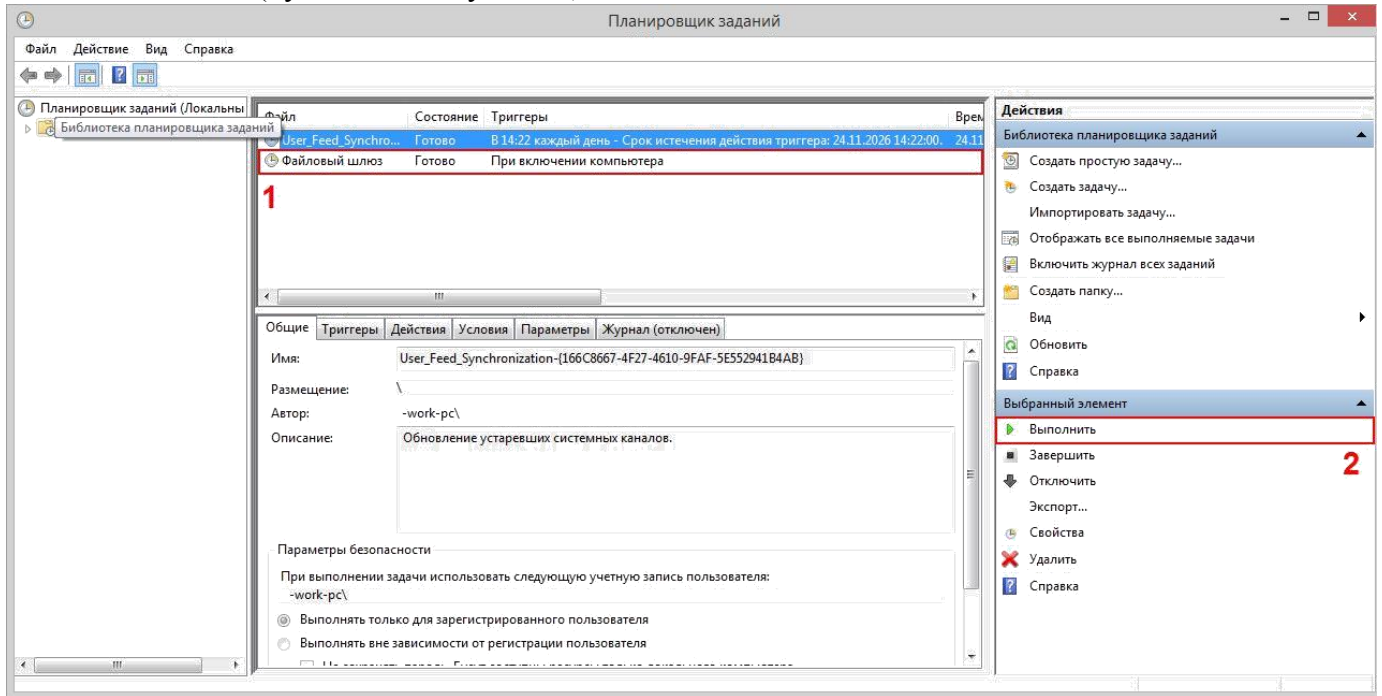 Планировщик заданий
Файл Действие Вид Справка
Планировщик заданий (Локальны
Библиотека планировщика заданий
Файл Состояние Триггеры Врем
User_Feed_Synchro... Готово В 14:22 каждый день - Срок истечения действия триггера: 24.11.2026 14:22:00. 24.11
Файловый шлюз Готово При включении компьютера
1
Общие Триггеры Действия Условия Параметры Журнал (отключен)
Имя: User_Feed_Synchronization-{166C8667-4F27-4610-9FAF-5E552941B4AB}
Размещение: \
Автор: -work-pc\
Описание: Обновление устаревших системных каналов.
Параметры безопасности
При выполнении задачи использовать следующую учетную запись пользователя:
-work-pc\
Выполнять только для зарегистрированного пользователя
Выполнять вне зависимости от регистрации пользователя
Действия
Библиотека планировщика заданий
Создать простую задачу...
Создать задачу...
Импортировать задачу...
Отображать все выполняемые задачи
Включить журнал всех заданий
Создать папку...
Вид
Обновить
Справка
Выбранный элемент
Выполнить
2
Завершить
Отключить
Экспорт...
Свойства
Удалить
Справка